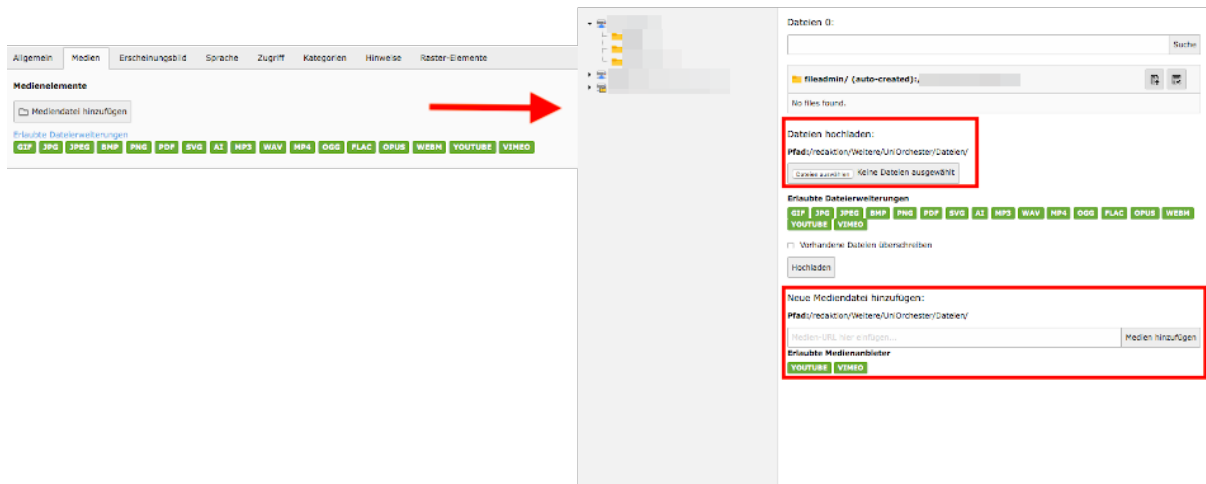 Allgemein Medien Erscheinungsbild Sprache Zugriff Kategorien Hinweise Raster-Elemente
Medienelemente
Mediendatei hinzufügen
Erlaubte Dateierweiterungen
GIF JPG JPEG BMP PNG PDF SVG AI MP3 WAV MP4 OGG FLAC OPUS WEBM YOUTUBE VIMEO
Dateien 0:
Suche
fileadmin/ (auto-created):,
No files found.
Dateien hochladen:
Pfad:/redaktion/Weitere/UniOrchester/Dateien/
Dateien auswählen Keine Dateien ausgewählt
Erlaubte Dateierweiterungen
GIF JPG JPEG BMP PNG PDF SVG AI MP3 WAV MP4 OGG FLAC OPUS WEBM
YOUTUBE VIMEO
Vorhandene Dateien überschreiben
Hochladen
Neue Mediendatei hinzufügen:
Pfad:/redaktion/Weitere/UniOrchester/Dateien/
Medien-URL hier einfügen... Medien hinzufügen
Erlaubte Medienanbieter
YOUTUBE VIMEO